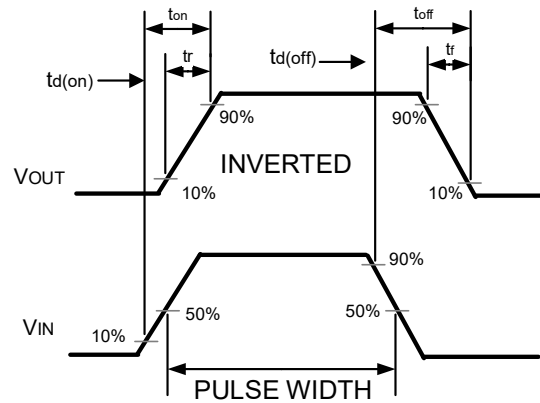 ton
toff
tr
tf
td(on)
td(off)
90%
90%
VOUT
INVERTED
10%
10%
90%
50%
50%
VIN
10%
PULSE WIDTH